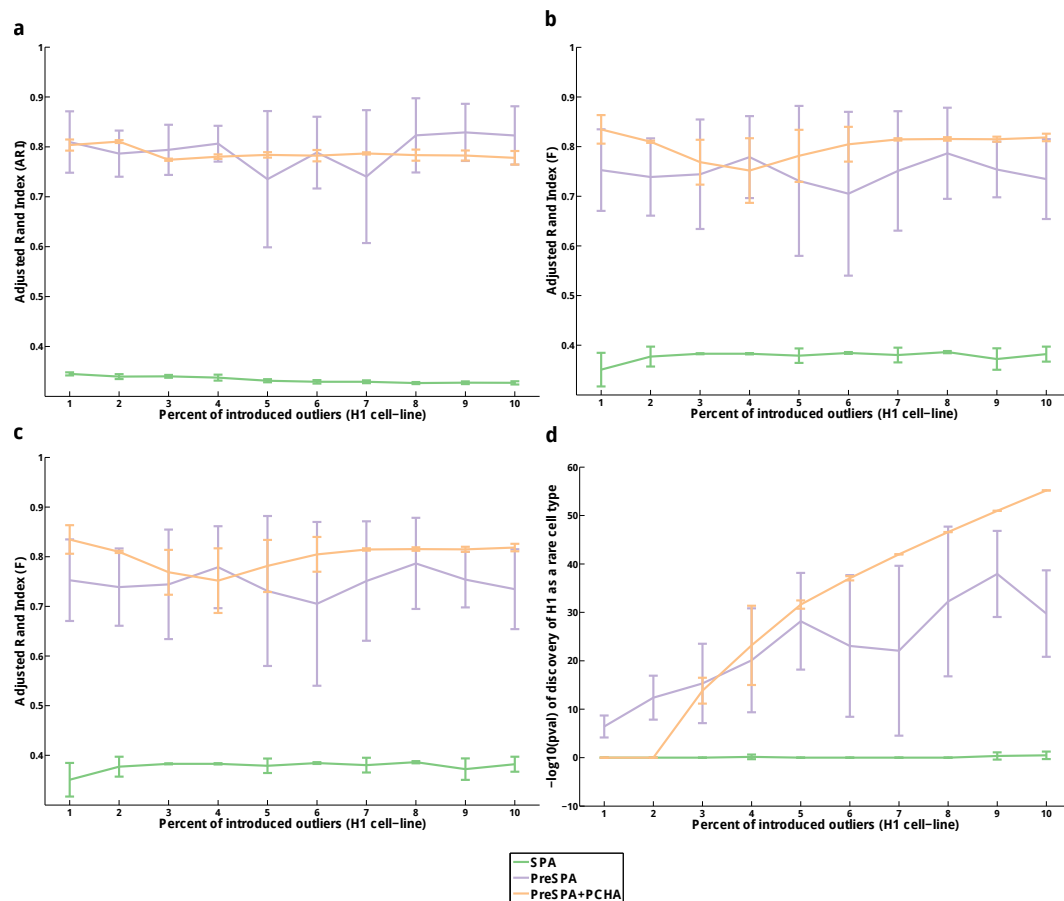 a
1
0.9
0.8
0.7
0.6
0.5
0.4
Adjusted Rand Index (ARI)
1 2 3 4 5 6 7 8 9 10
Percent of introduced outliers (H1 cell−line)
b
1
0.9
0.8
0.7
0.6
0.5
0.4
Adjusted Rand Index (F)
1 2 3 4 5 6 7 8 9 10
Percent of introduced outliers (H1 cell−line)
c
1
0.9
0.8
0.7
0.6
0.5
0.4
Adjusted Rand Index (F)
1 2 3 4 5 6 7 8 9 10
Percent of introduced outliers (H1 cell−line)
d
60
50
40
30
20
10
0
−10
−log10(pval) of discovery of H1 as a rare cell type
1 2 3 4 5 6 7 8 9 10
Percent of introduced outliers (H1 cell−line)
SPA
PreSPA
PreSPA+PCHA